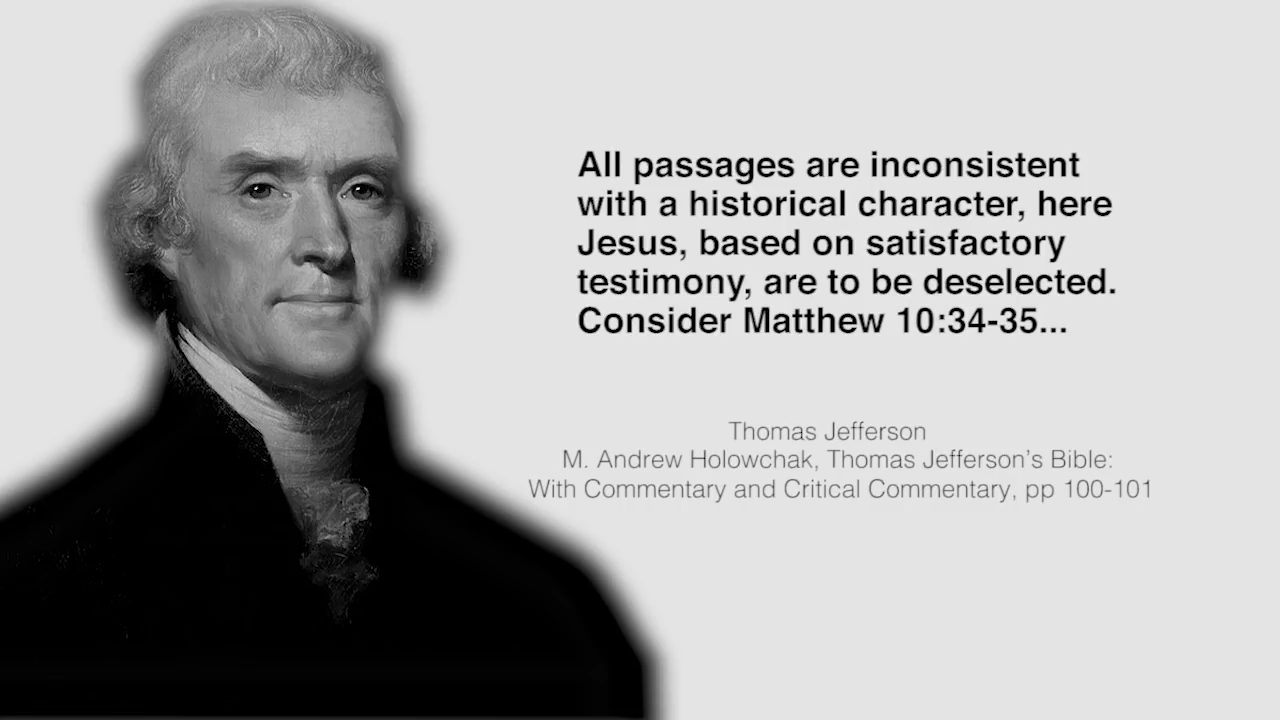 All passages are inconsistent
with a historical character, here
Jesus, based on satisfactory
testimony, are to be deselected.
Consider Matthew 10:34-35...
Thomas Jefferson
M. Andrew Holowchak, Thomas Jefferson’s Bible:
With Commentary and Critical Commentary, pp 100-101